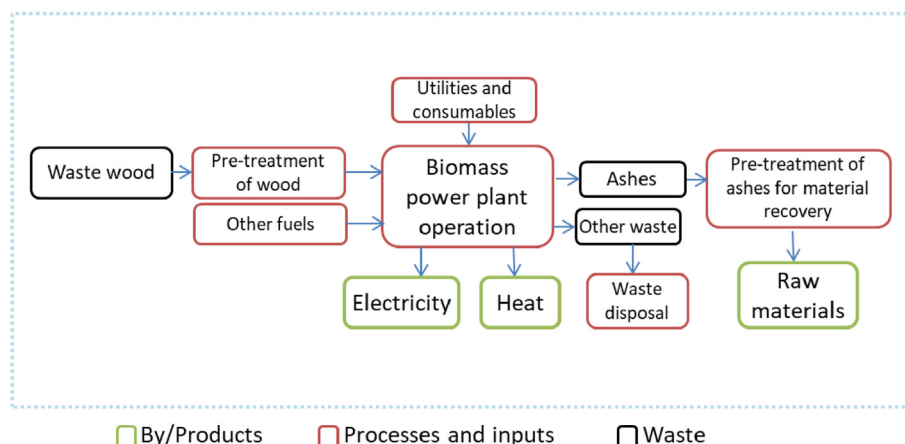 Utilities and
consumables
Waste wood
Pre-treatment
of wood
Other fuels
Biomass
power plant
operation
Ashes
Other waste
Pre-treatment of
ashes for material
recovery
Electricity
Heat
Waste
disposal
Raw
materials
By/Products
Processes and inputs
Waste